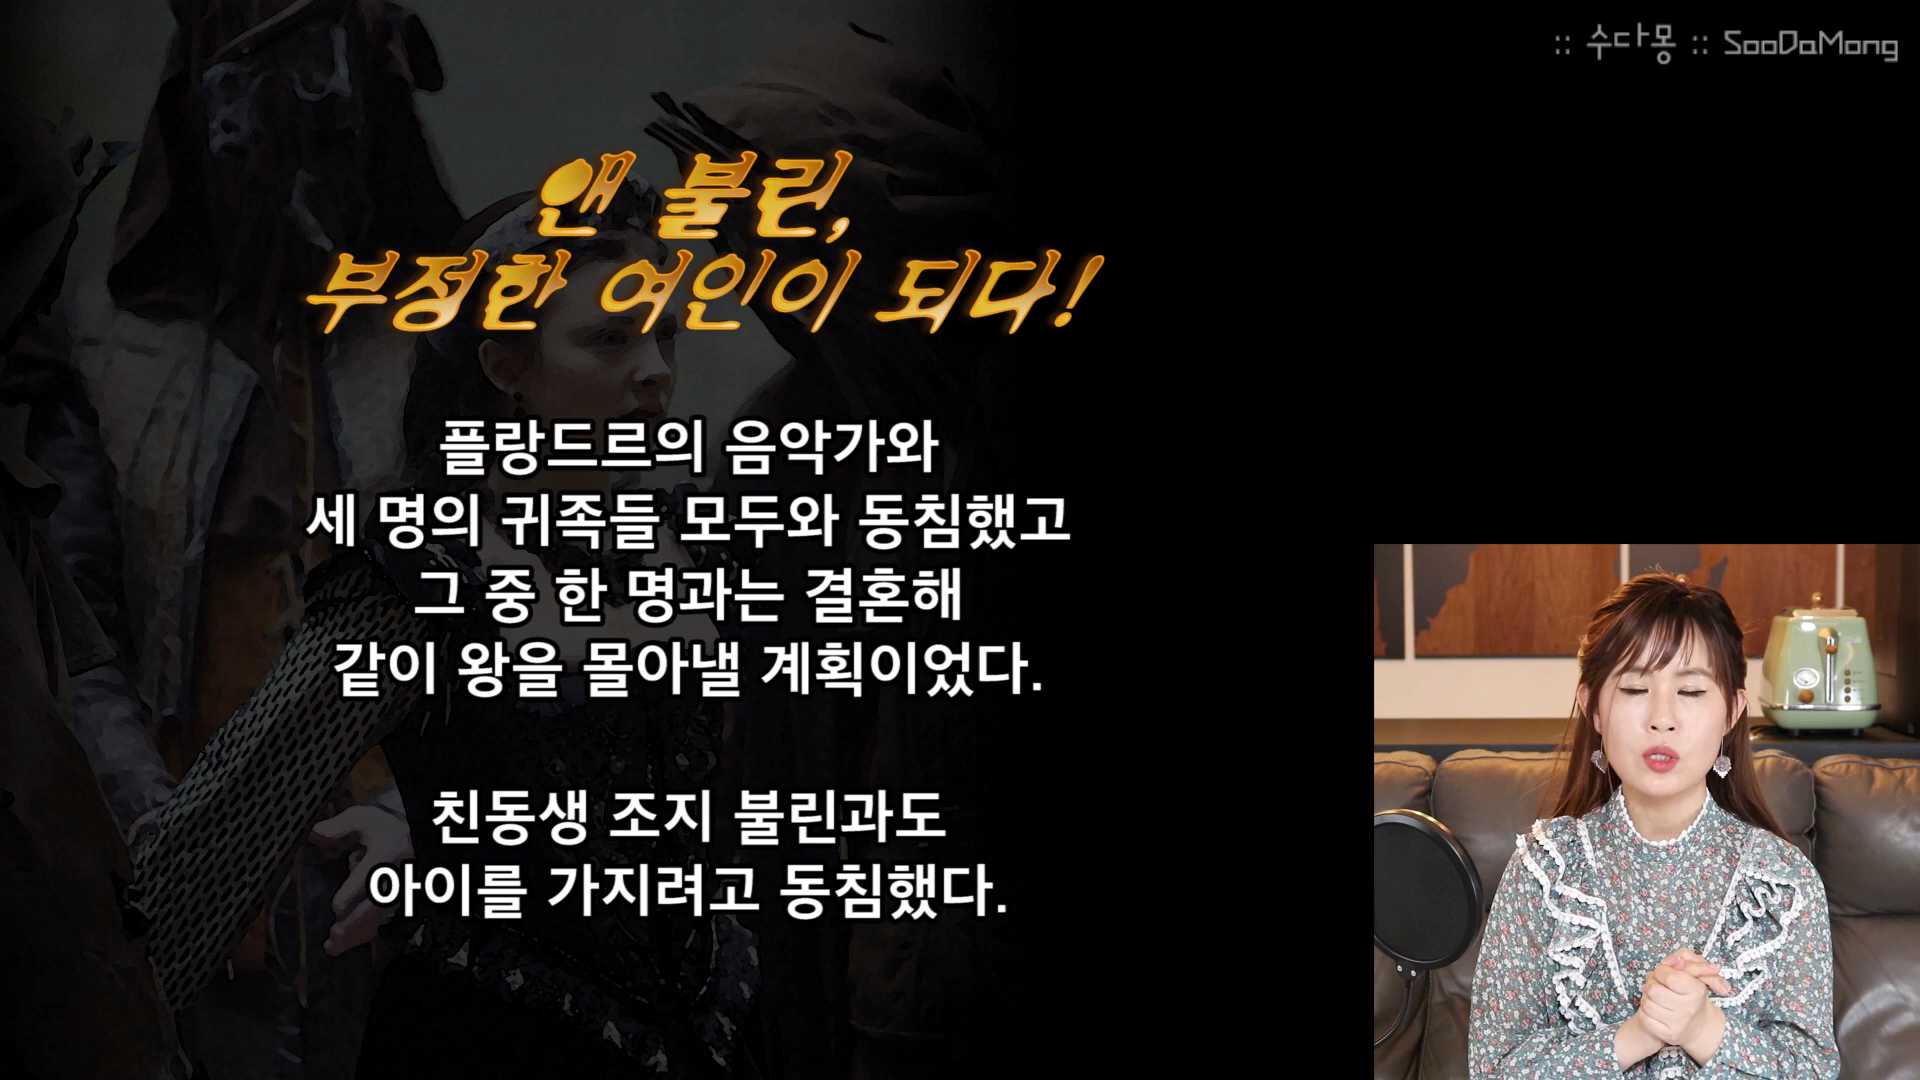 :: 수다몽 :: SooDaMong
앤 불린,
부정한 여인이 되다!
플랑드르의 음악가와
세 명의 귀족들 모두와 동침했고
그 중 한 명과는 결혼해
같이 왕을 몰아낼 계획이었다.
친동생 조지 불린과도
아이를 가지려고 동침했다.